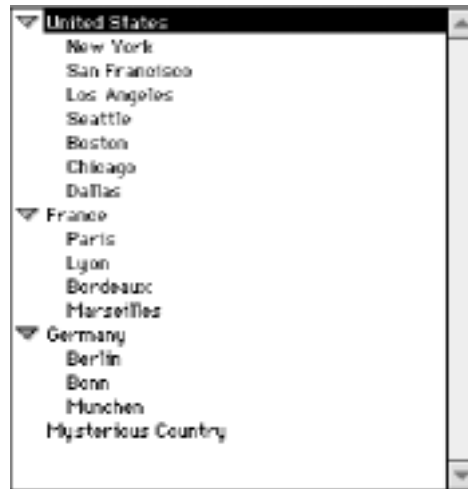 United States
New York
San Francisco
Los Angeles
Seattle
Boston
Chicago
Dallas
France
Paris
Lyon
Bordeaux
Marseilles
Germany
Berlin
Bonn
Munchen
Mysterious Country